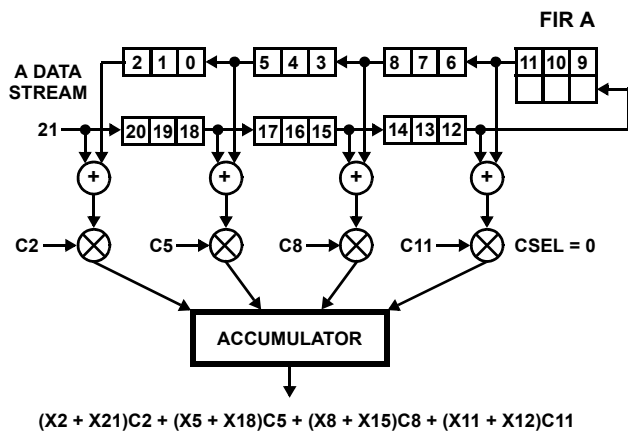 FIR A
2 1 0 5 4 3 8 7 6 11 10 9
A DATA
STREAM
21 20 19 18 17 16 15 14 13 12
+ + + +
C2 C5 C8 C11 CSEL = 0
ACCUMULATOR
(X2 + X21)C2 + (X5 + X18)C5 + (X8 + X15)C8 + (X11 + X12)C11